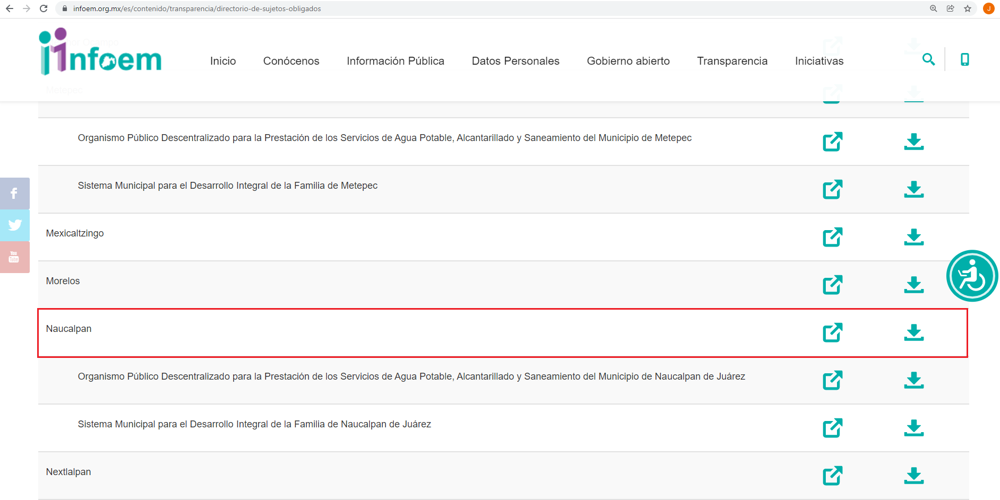 infoem.org.mx/es/contenido/transparencia/directorio-de-sujetos-obligados
J
infoem
Inicio
Conócenos
Información Pública
Datos Personales
Gobierno abierto
Transparencia
Iniciativas
Metepec
Organismo Público Descentralizado para la Prestación de los Servicios de Agua Potable, Alcantarillado y Saneamiento del Municipio de Metepec
Sistema Municipal para el Desarrollo Integral de la Familia de Metepec
f
You
Tube
Mexicaltzingo
Morelos
Naucalpan
Organismo Público Descentralizado para la Prestación de los Servicios de Agua Potable, Alcantarillado y Saneamiento del Municipio de Naucalpan de Juárez
Sistema Municipal para el Desarrollo Integral de la Familia de Naucalpan de Juárez
Nextlalpan